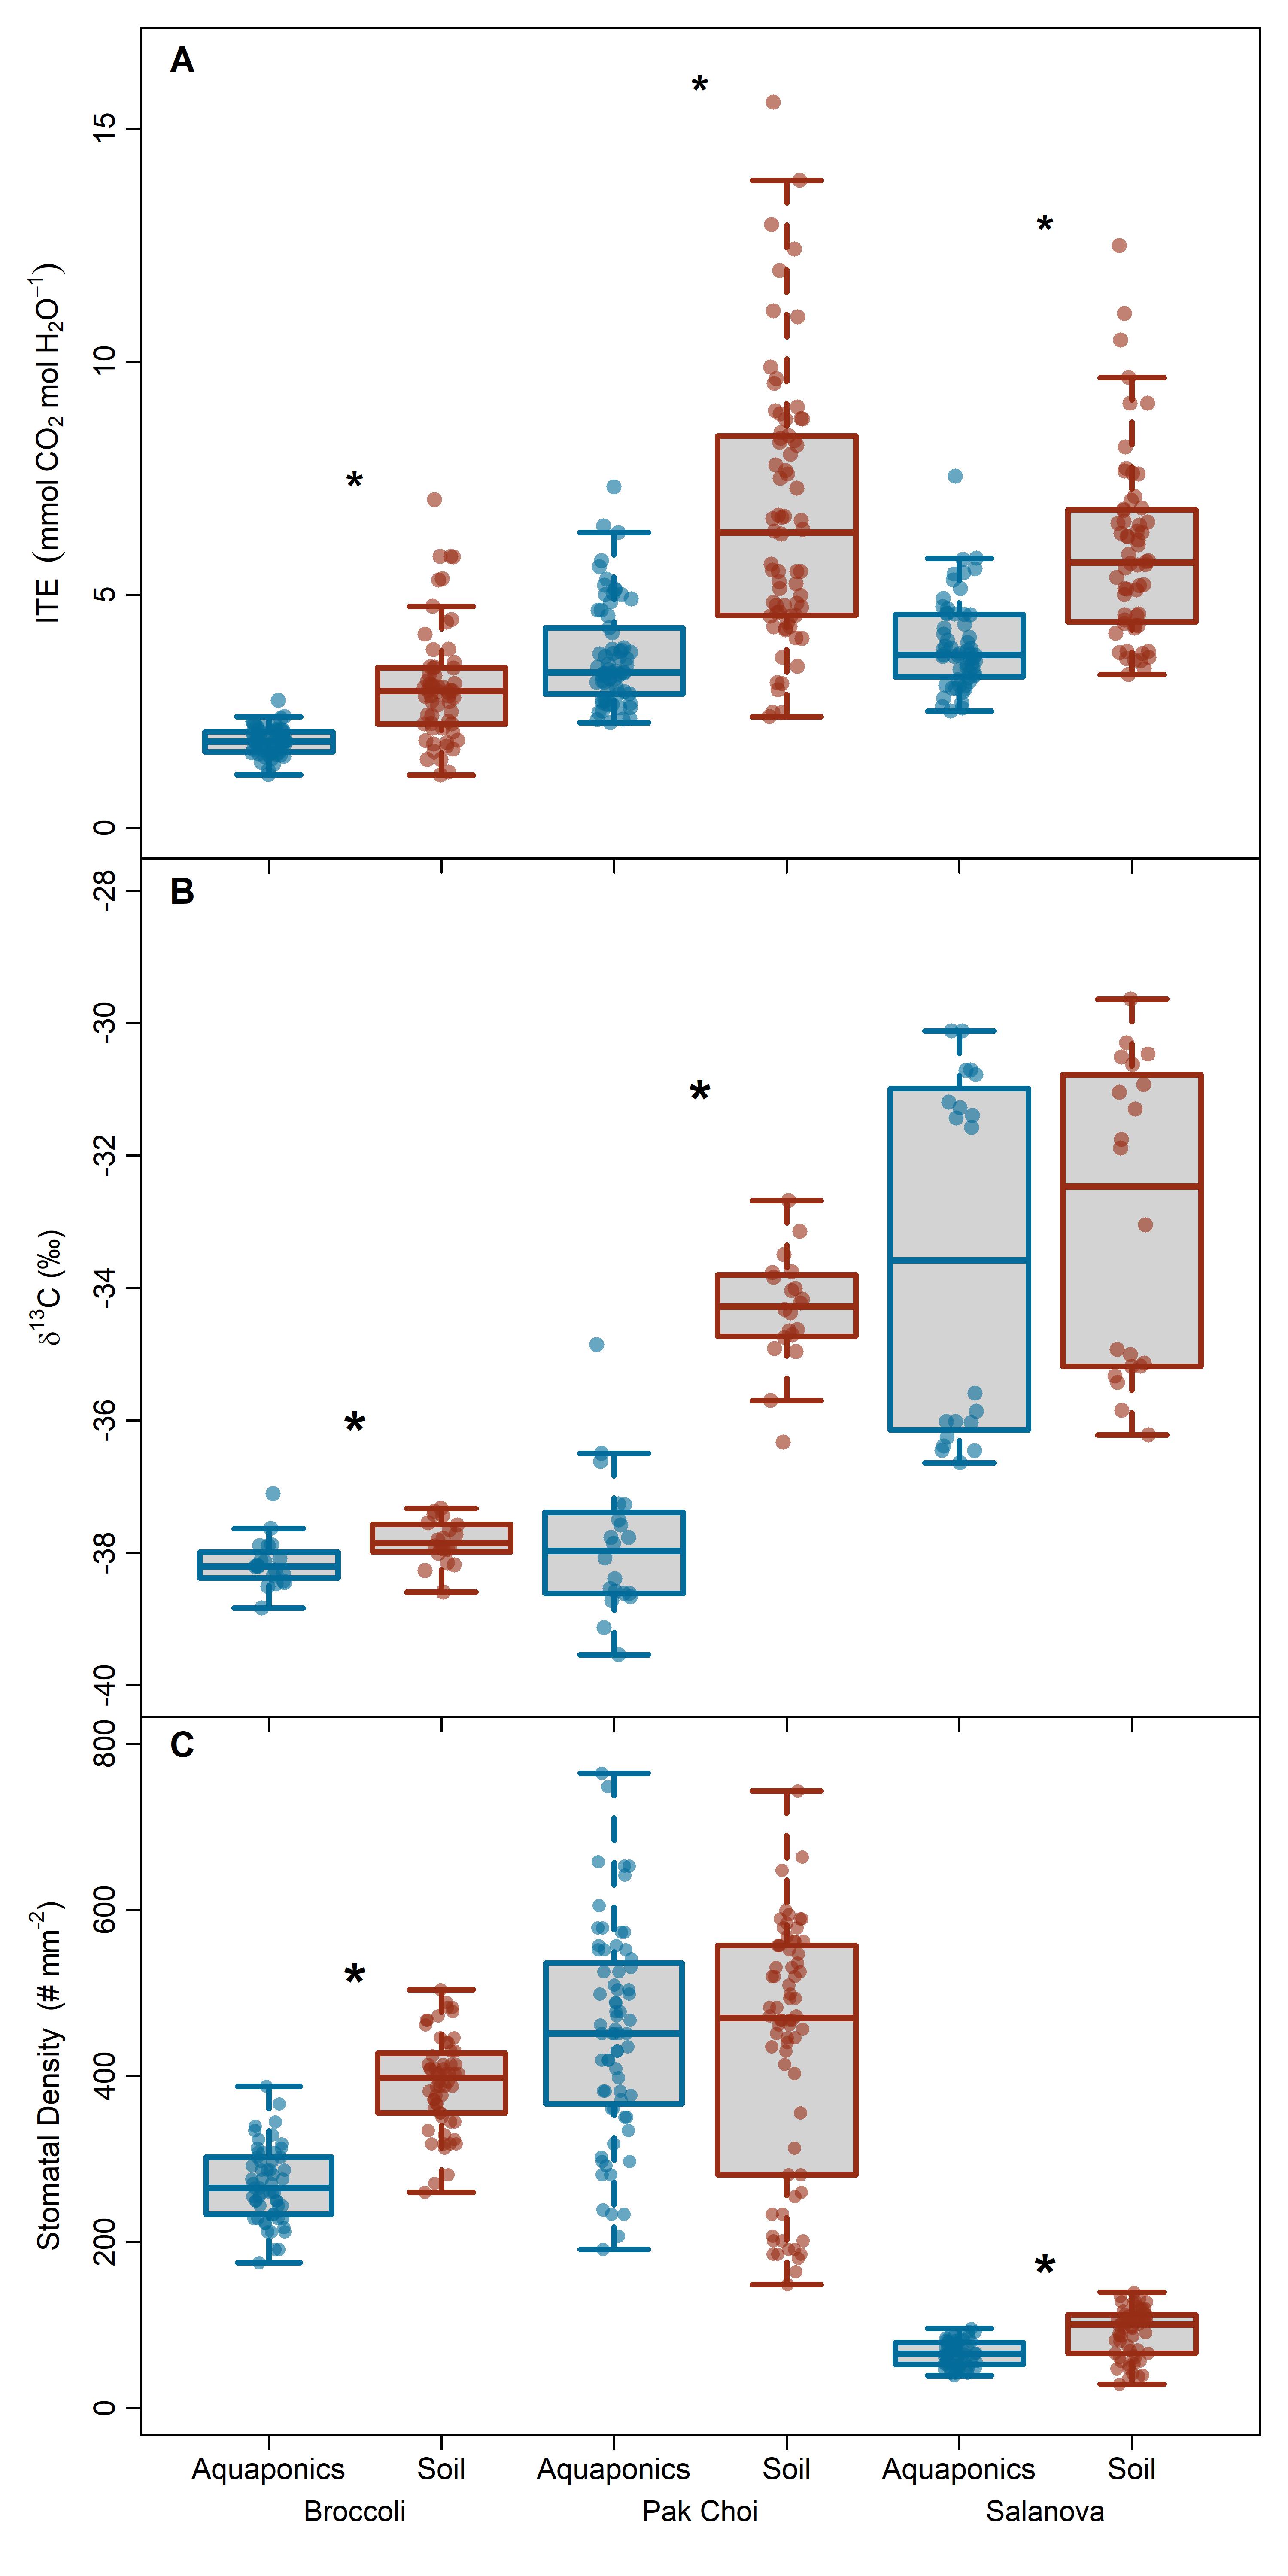 A
ITE (mmol CO₂ mol H₂O⁻¹)
15
10
5
0
*
*
*
B
δ¹³C (‰)
-28
-30
-32
-34
-36
-38
-40
*
*
C
Stomatal Density (# mm⁻²)
800
600
400
200
0
*
*
Aquaponics Soil Aquaponics Soil Aquaponics Soil
Broccoli Pak Choi Salanova